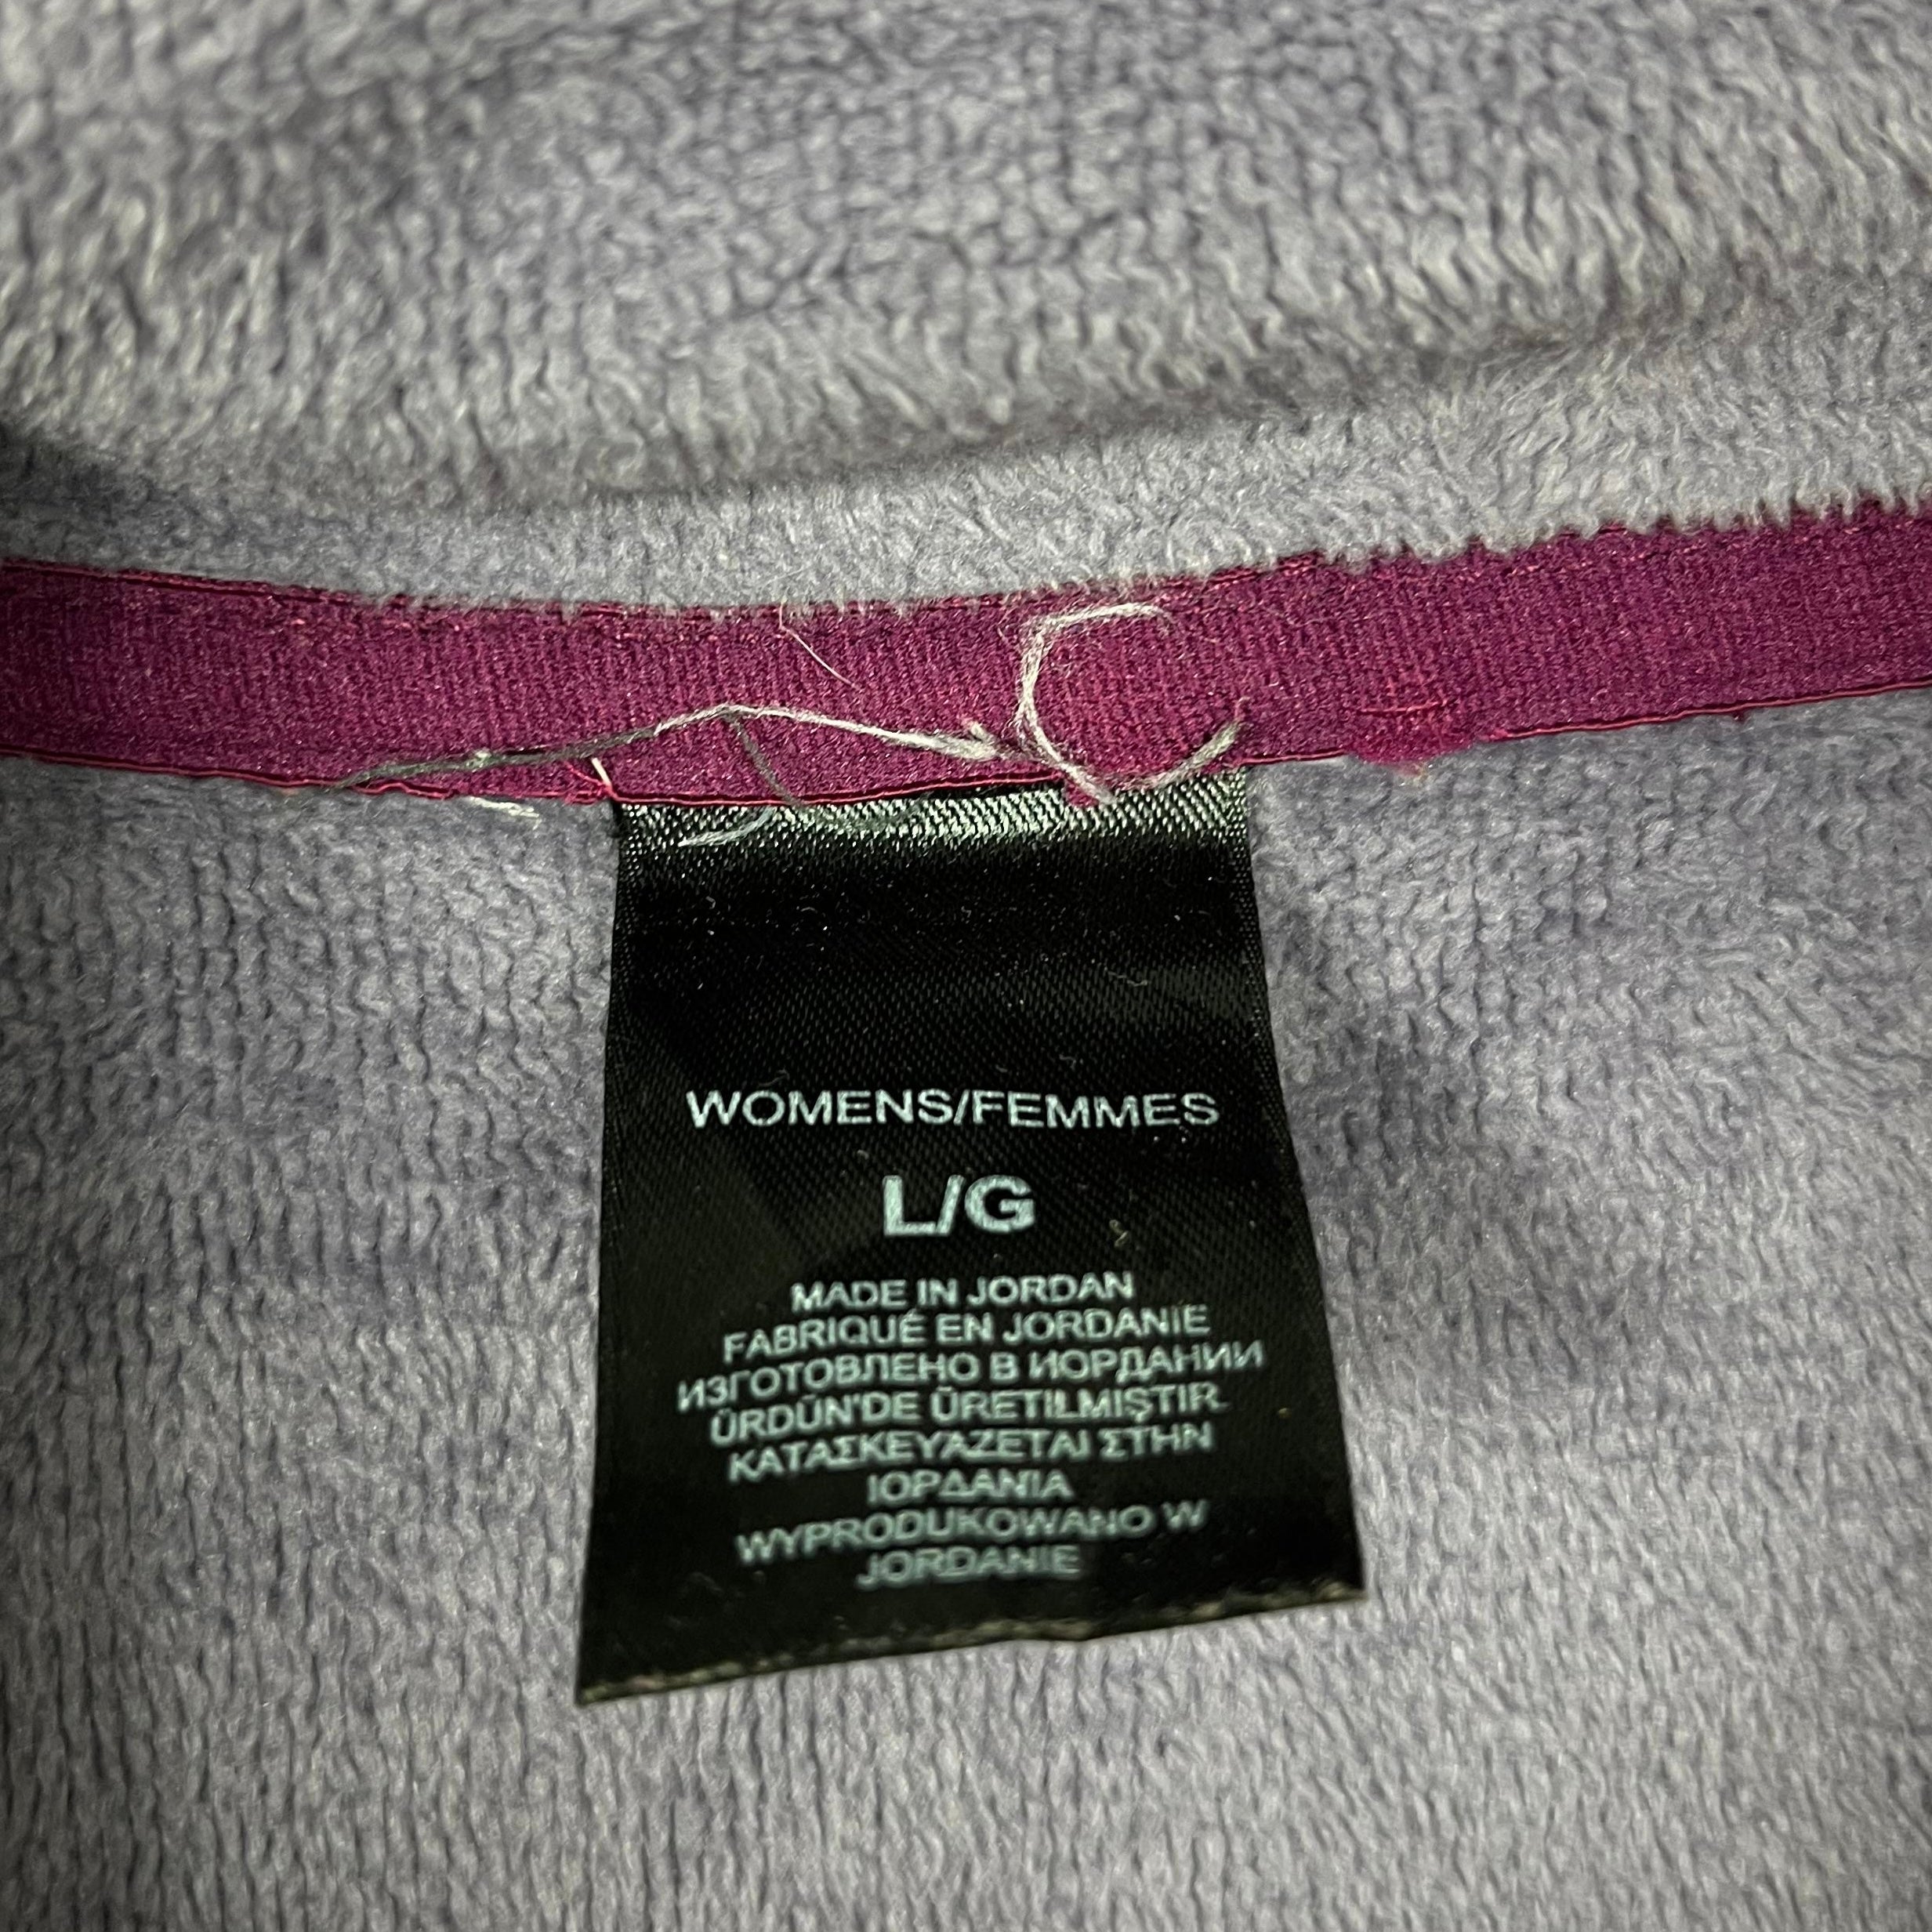 WOMENS/FEMMES
L/G
MADE IN JORDAN
FABRIQUÉ EN JORDANIE
ИЗГОТОВЛЕНО В ИОРДАНИИ
ÜRDÜN'DE ÜRETILMIŞTIR.
ΚΑΤΑΣΚΕΥΑΖΕΤΑΙ ΣΤΗΝ
ΙΟΡΔΑΝΙΑ
WYPRODUKOWANO W
JORDANIE